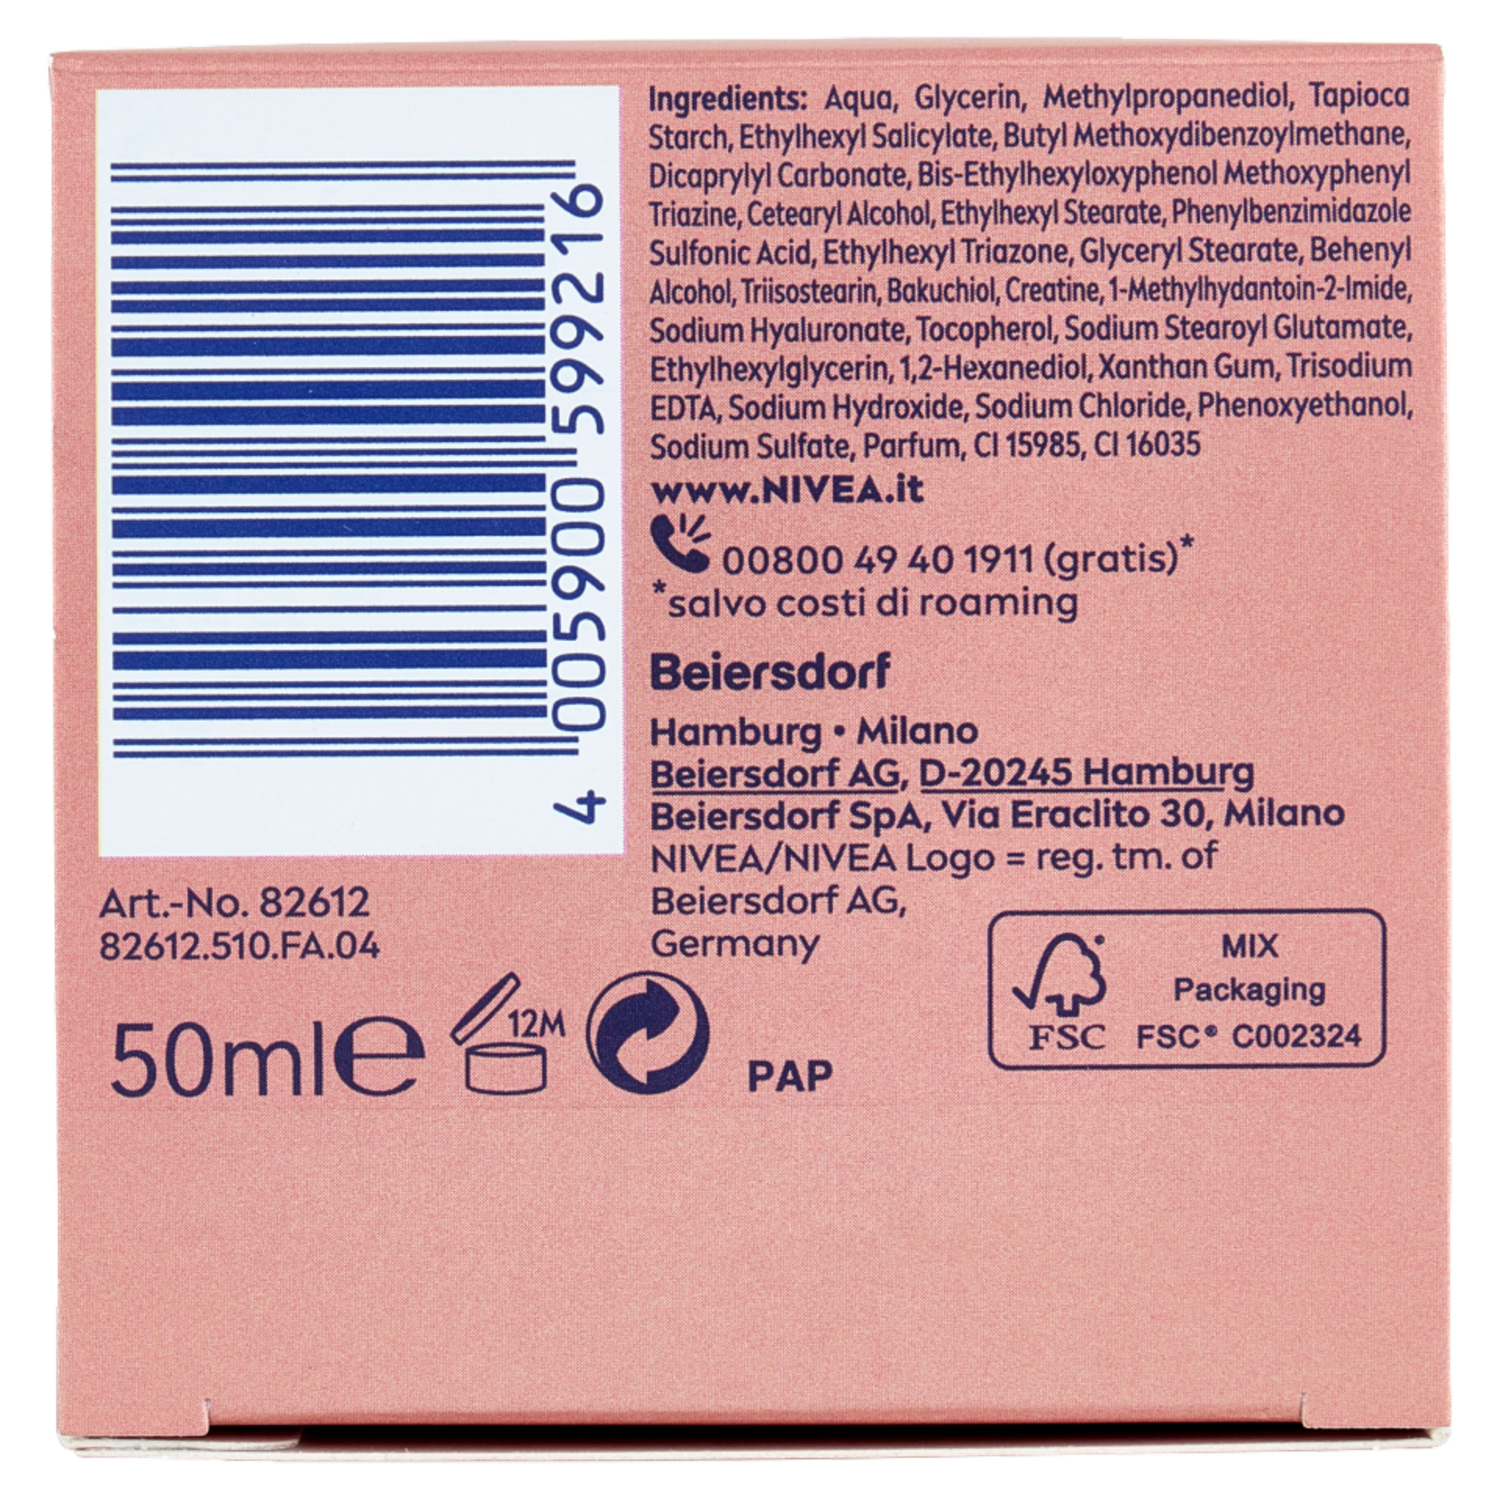 Ingredients: Aqua, Glycerin, Methylpropanediol, Tapioca
Starch, Ethylhexyl Salicylate, Butyl Methoxydibenzoylmethane,
Dicaprylyl Carbonate, Bis-Ethylhexyloxyphenol Methoxyphenyl
Triazine, Cetearyl Alcohol, Ethylhexyl Stearate, Phenylbenzimidazole
Sulfonic Acid, Ethylhexyl Triazone, Glyceryl Stearate, Behenyl
Alcohol, Triisostearin, Bakuchiol, Creatine, 1-Methylhydantoin-2-Imide,
Sodium Hyaluronate, Tocopherol, Sodium Stearoyl Glutamate,
Ethylhexylglycerin, 1,2-Hexanediol, Xanthan Gum, Trisodium
EDTA, Sodium Hydroxide, Sodium Chloride, Phenoxyethanol,
Sodium Sulfate, Parfum, CI 15985, CI 16035
www.NIVEA.it
00800 49 40 1911 (gratis)*
*salvo costi di roaming
Beiersdorf
Hamburg • Milano
Beiersdorf AG, D-20245 Hamburg
Beiersdorf SpA, Via Eraclito 30, Milano
NIVEA/NIVEA Logo = reg. tm. of
Beiersdorf AG,
Germany
4 005900 599216
Art.-No. 82612
82612.510.FA.04
50ml e
12M
PAP
FSC
MIX
Packaging
FSC® C002324